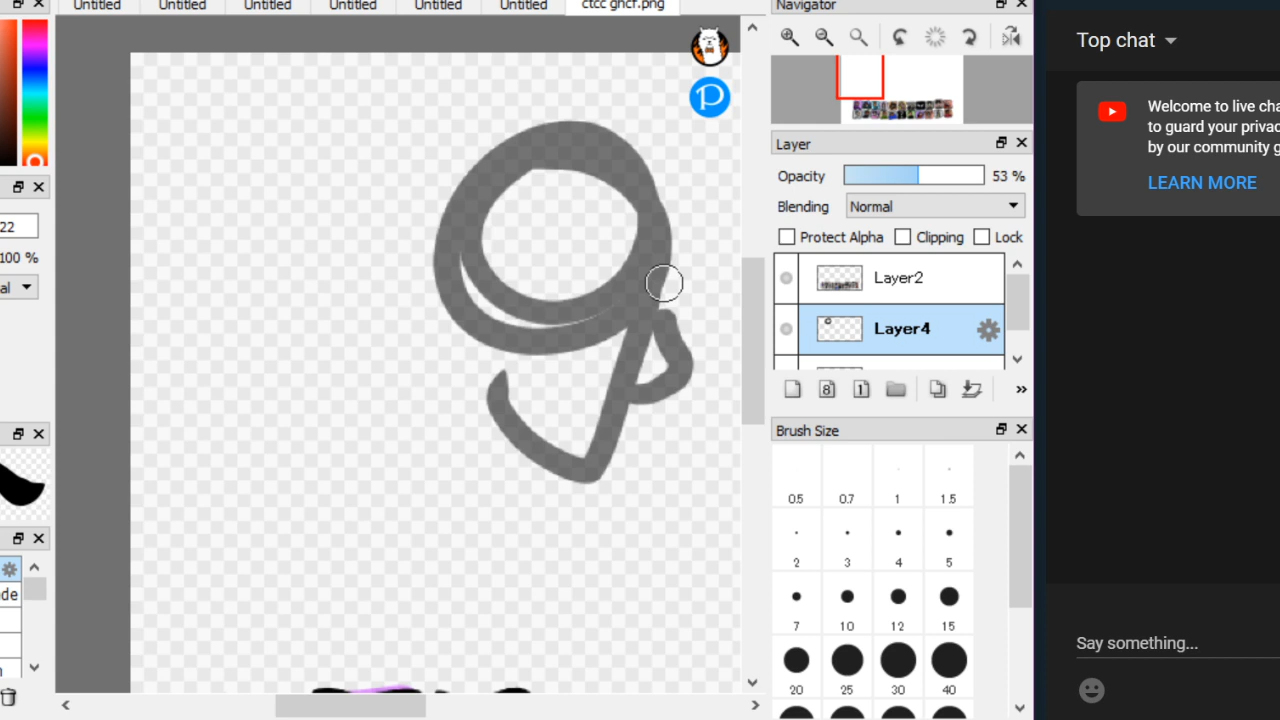 Untitled
Untitled
Untitled
Untitled
Untitled
Untitled
ctcc ghcf.png
Navigator
Top chat
Welcome to live cha
to guard your privac
by our community g
LEARN MORE
Layer
Opacity
53 %
Blending
Normal
Protect Alpha
Clipping
Lock
Layer2
Layer4
22
100 %
al
8
1
»
Brush Size
0.5
0.7
1
1.5
2
3
4
5
7
10
12
15
20
25
30
40
de
n
Say something...